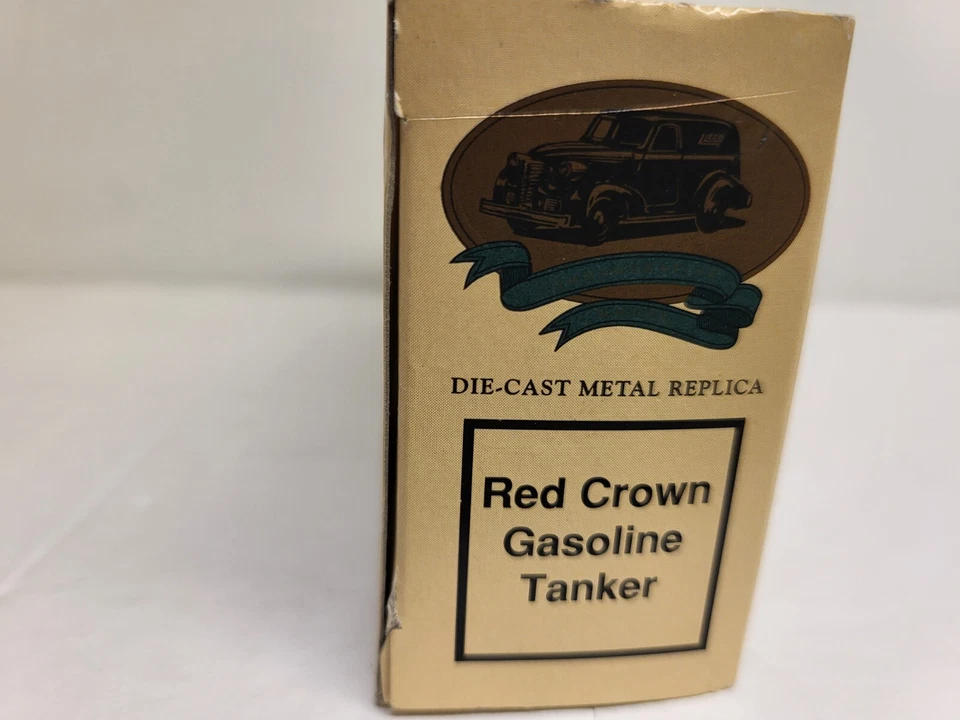 DIE-CAST METAL REPLICA
Red Crown
Gasoline
Tanker